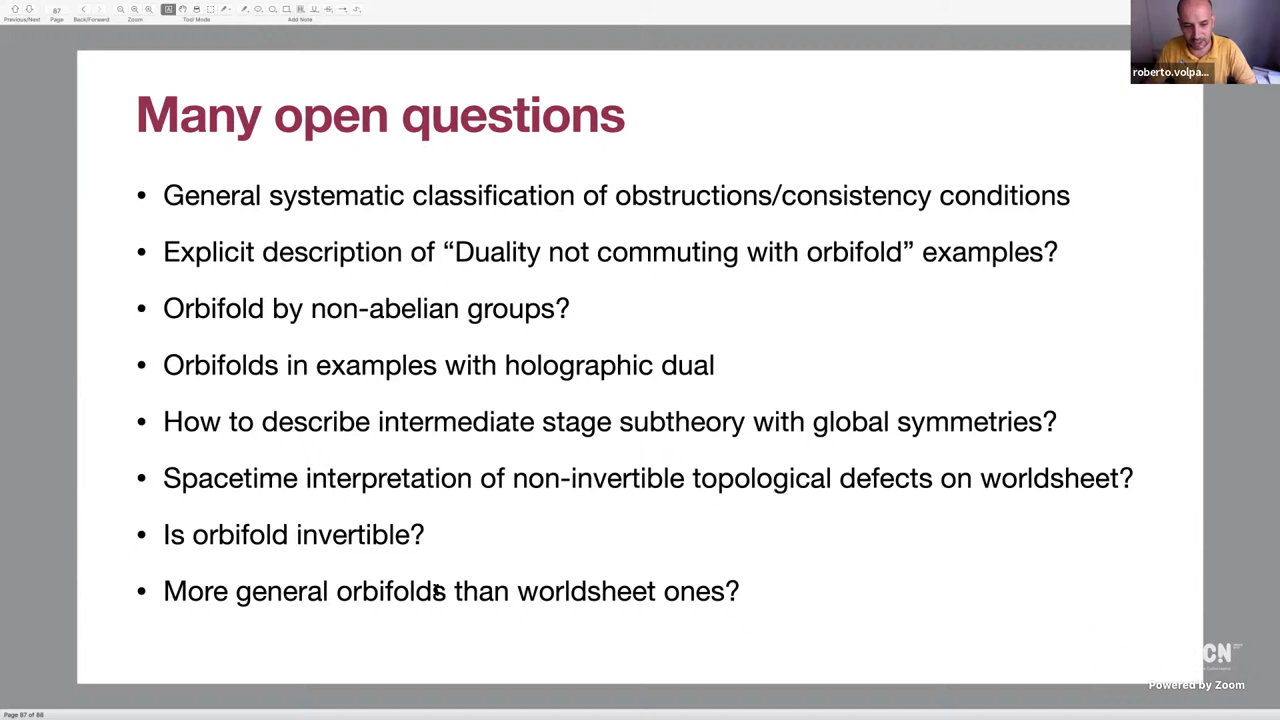 87
Previous/Next
Page
Back/Forward
Zoom
Tool Mode
Add Note
roberto.volpa...
Many open questions
• General systematic classification of obstructions/consistency conditions
• Explicit description of “Duality not commuting with orbifold” examples?
• Orbifold by non-abelian groups?
• Orbifolds in examples with holographic dual
• How to describe intermediate stage subtheory with global symmetries?
• Spacetime interpretation of non-invertible topological defects on worldsheet?
• Is orbifold invertible?
• More general orbifolds than worldsheet ones?
CN
Powered by Zoom
Page 87 of 88